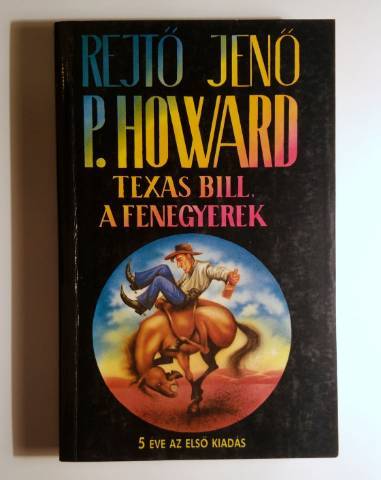 REJTŐ JENŐ
P. HOWARD
TEXAS BILL,
A FENEGYEREK
5 ÉVE AZ ELSŐ KIADÁS